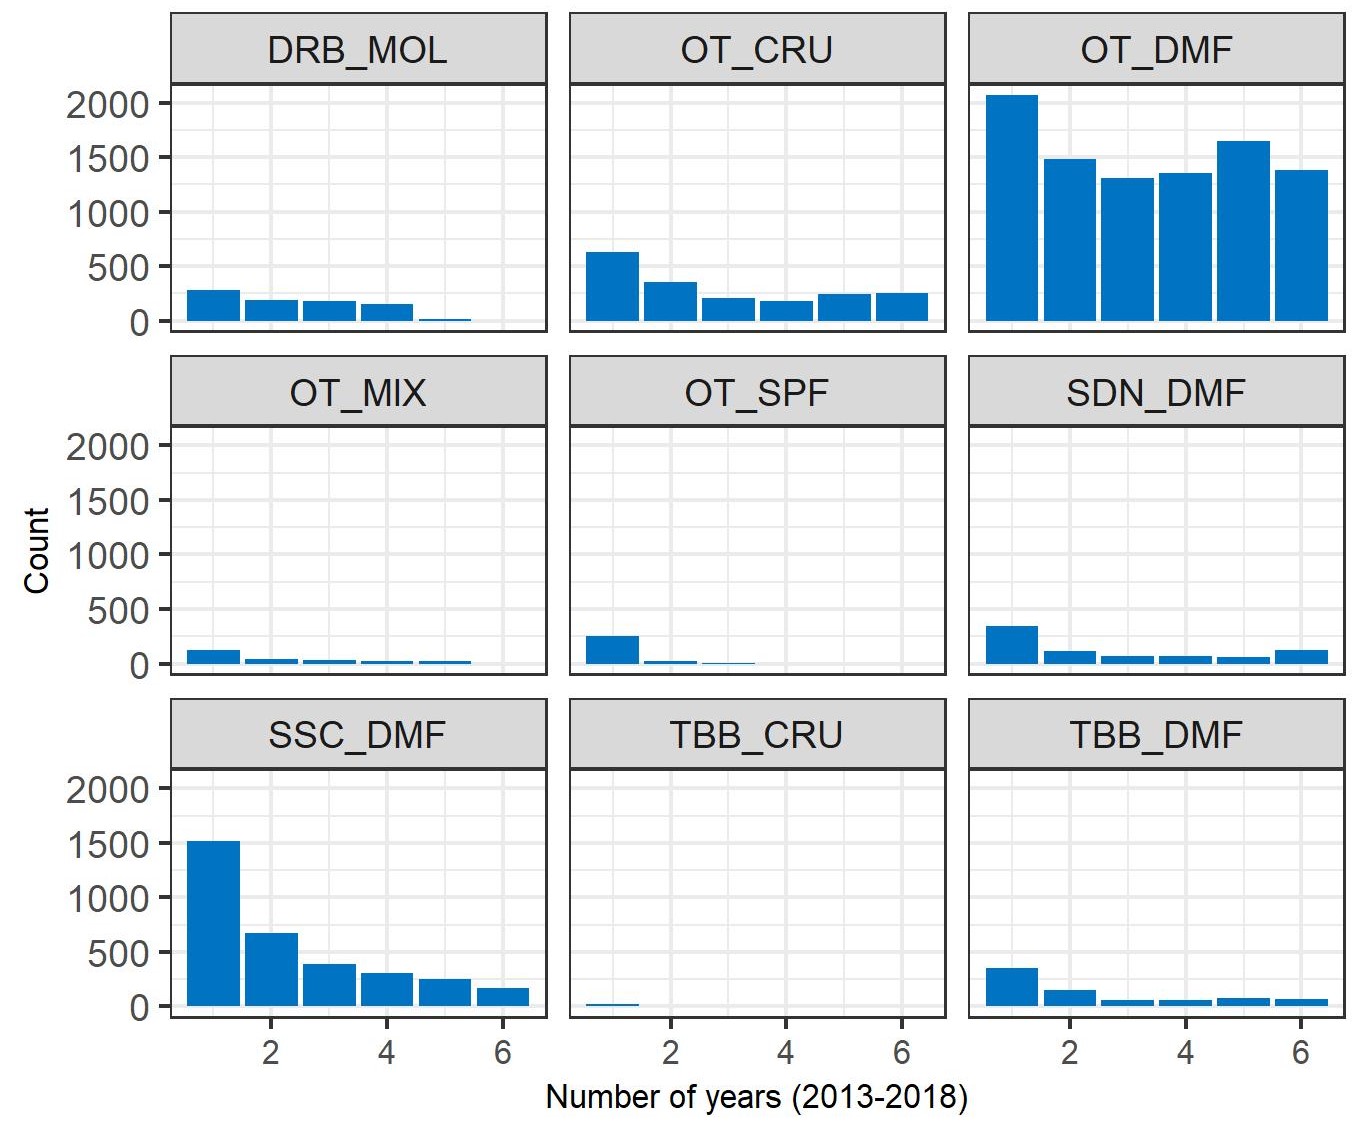 DRB_MOL OT_CRU OT_DMF
2000
1500
1000
500
0
OT_MIX OT_SPF SDN_DMF
2000
1500
1000
500
0
Count
SSC_DMF TBB_CRU TBB_DMF
2000
1500
1000
500
0
2 4 6 2 4 6 2 4 6
Number of years (2013-2018)